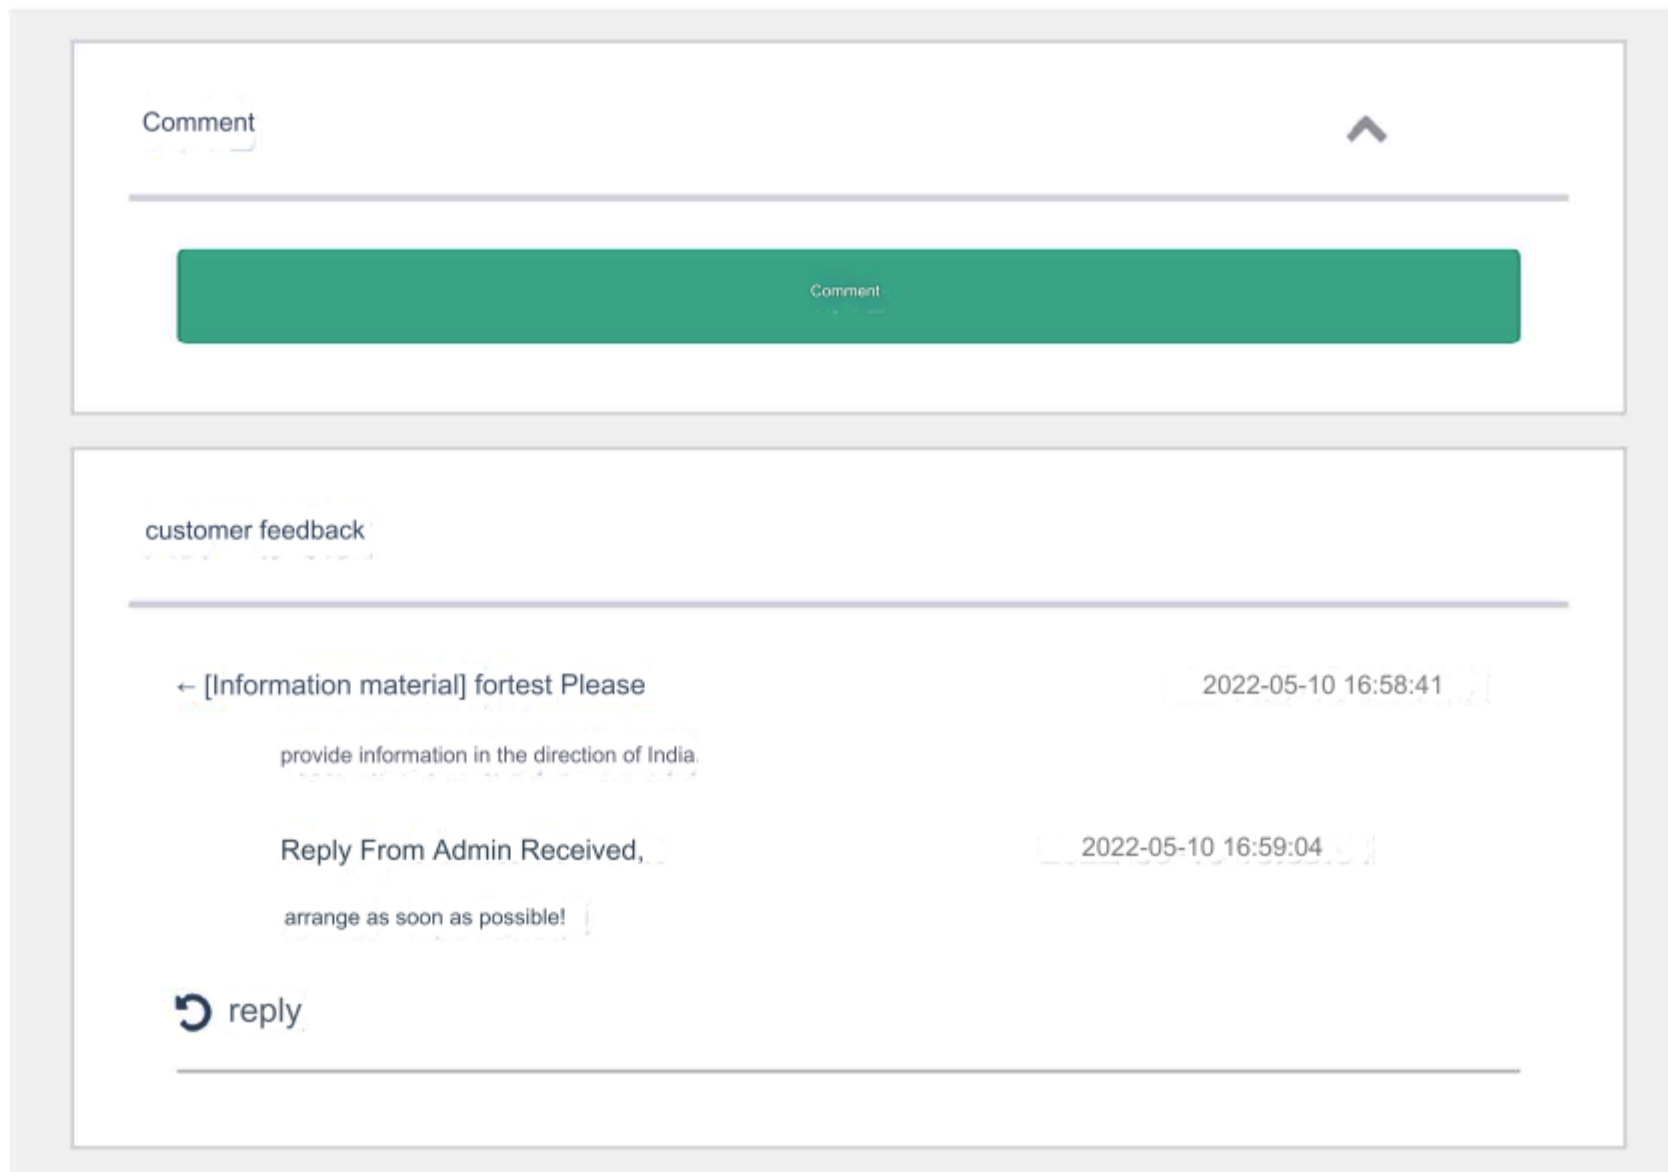 Comment
Comment
customer feedback
← [Information material] fortest Please
2022-05-10 16:58:41
provide information in the direction of India.
Reply From Admin Received,
2022-05-10 16:59:04
arrange as soon as possible!
reply